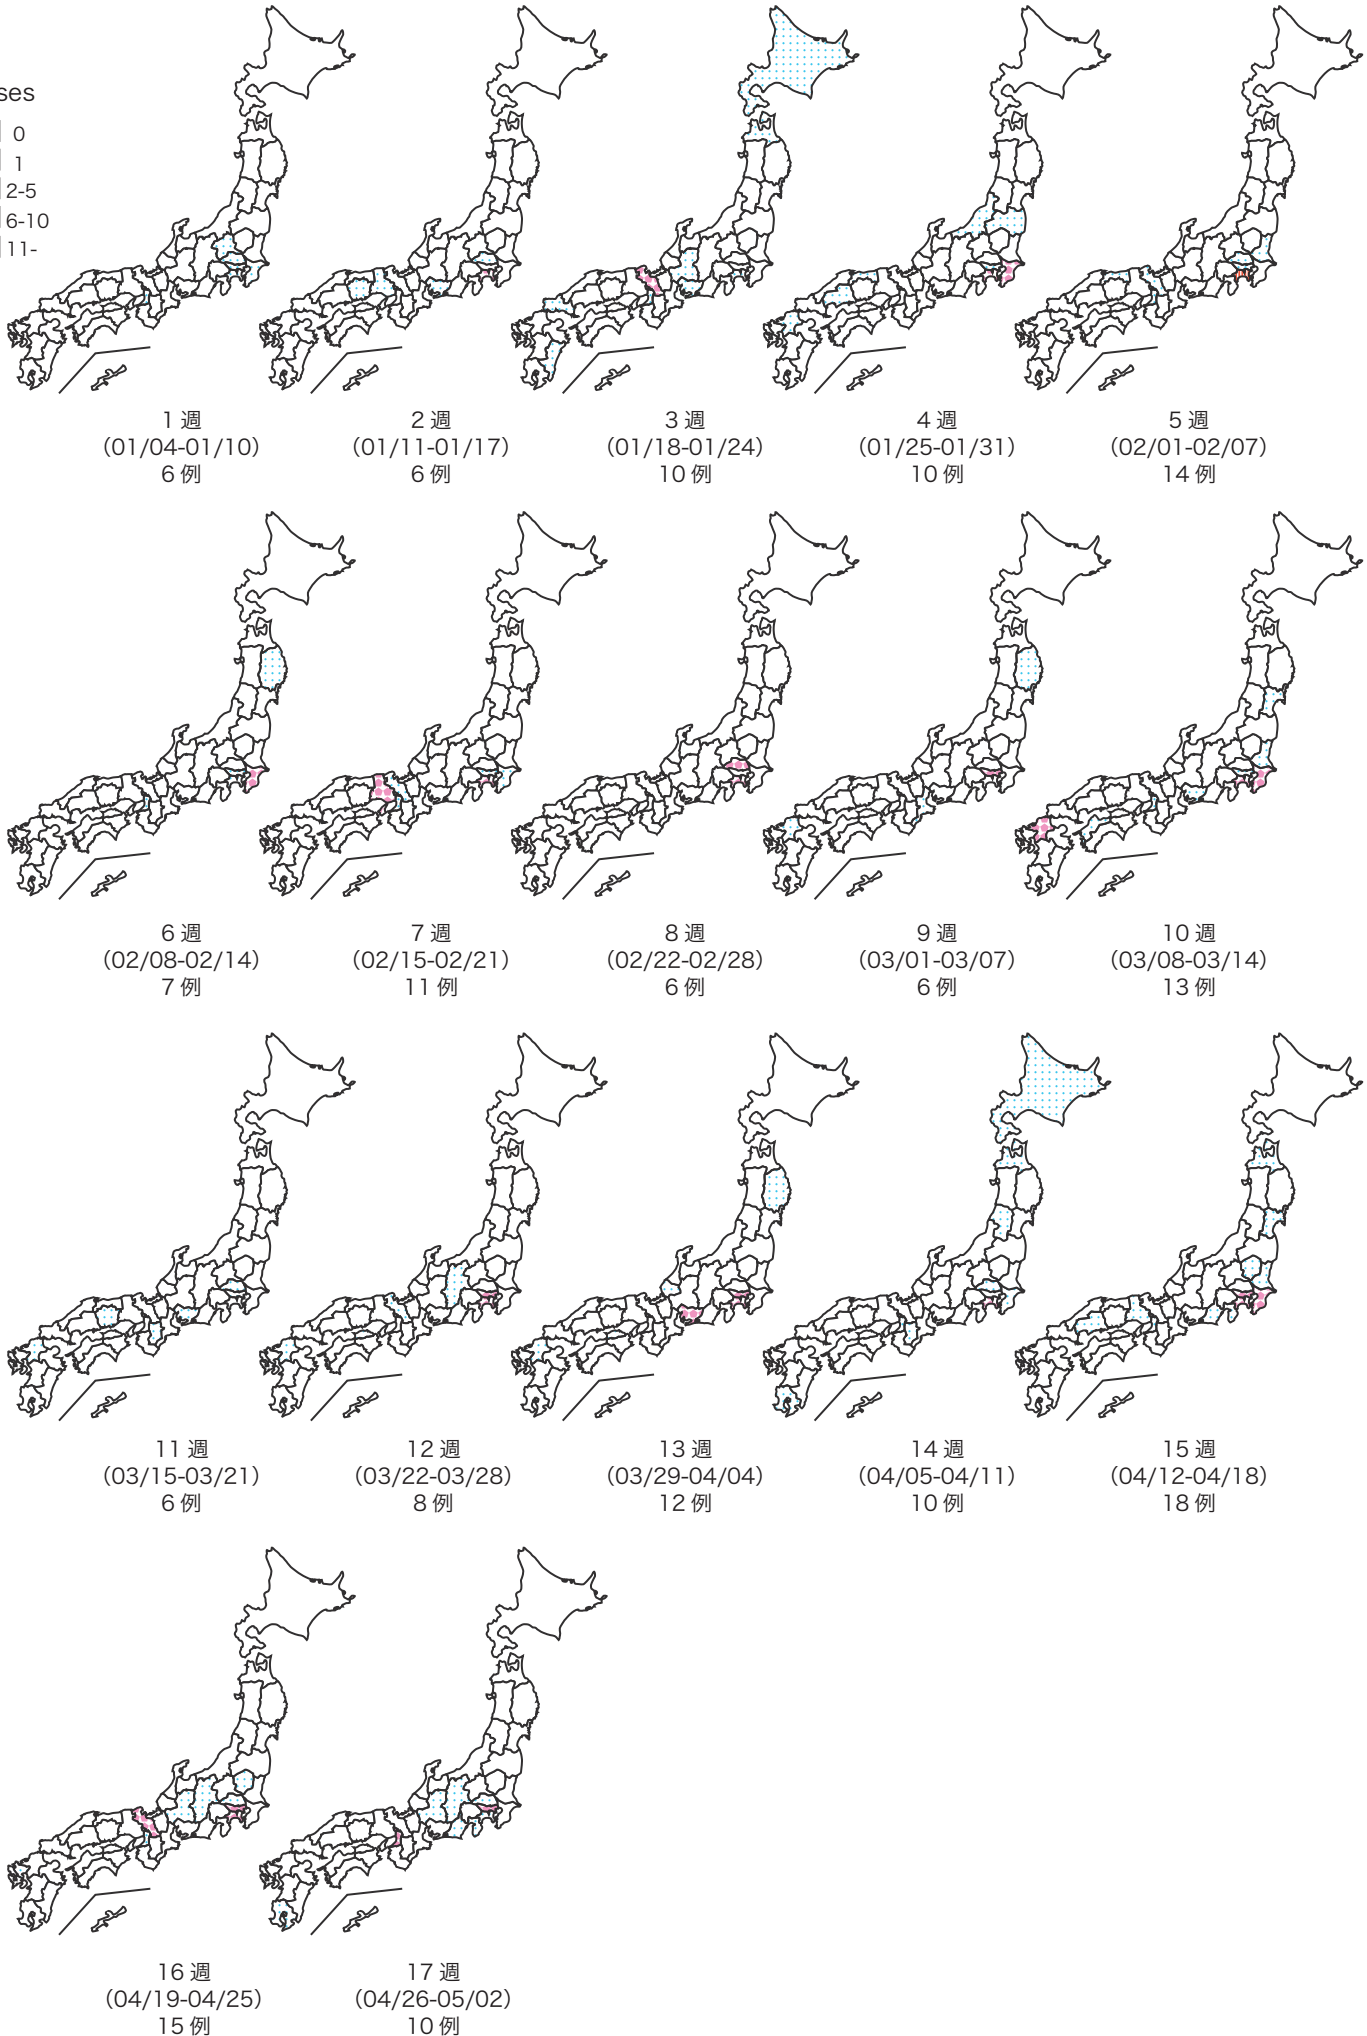 ses
0
1
2-5
6-10
11-
1 週
（01/04-01/10）
6 例
2 週
（01/11-01/17）
6 例
3 週
（01/18-01/24）
10 例
4 週
（01/25-01/31）
10 例
5 週
（02/01-02/07）
14 例
6 週
（02/08-02/14）
7 例
7 週
（02/15-02/21）
11 例
8 週
（02/22-02/28）
6 例
9 週
（03/01-03/07）
6 例
10 週
（03/08-03/14）
13 例
11 週
（03/15-03/21）
6 例
12 週
（03/22-03/28）
8 例
13 週
（03/29-04/04）
12 例
14 週
（04/05-04/11）
10 例
15 週
（04/12-04/18）
18 例
16 週
（04/19-04/25）
15 例
17 週
（04/26-05/02）
10 例